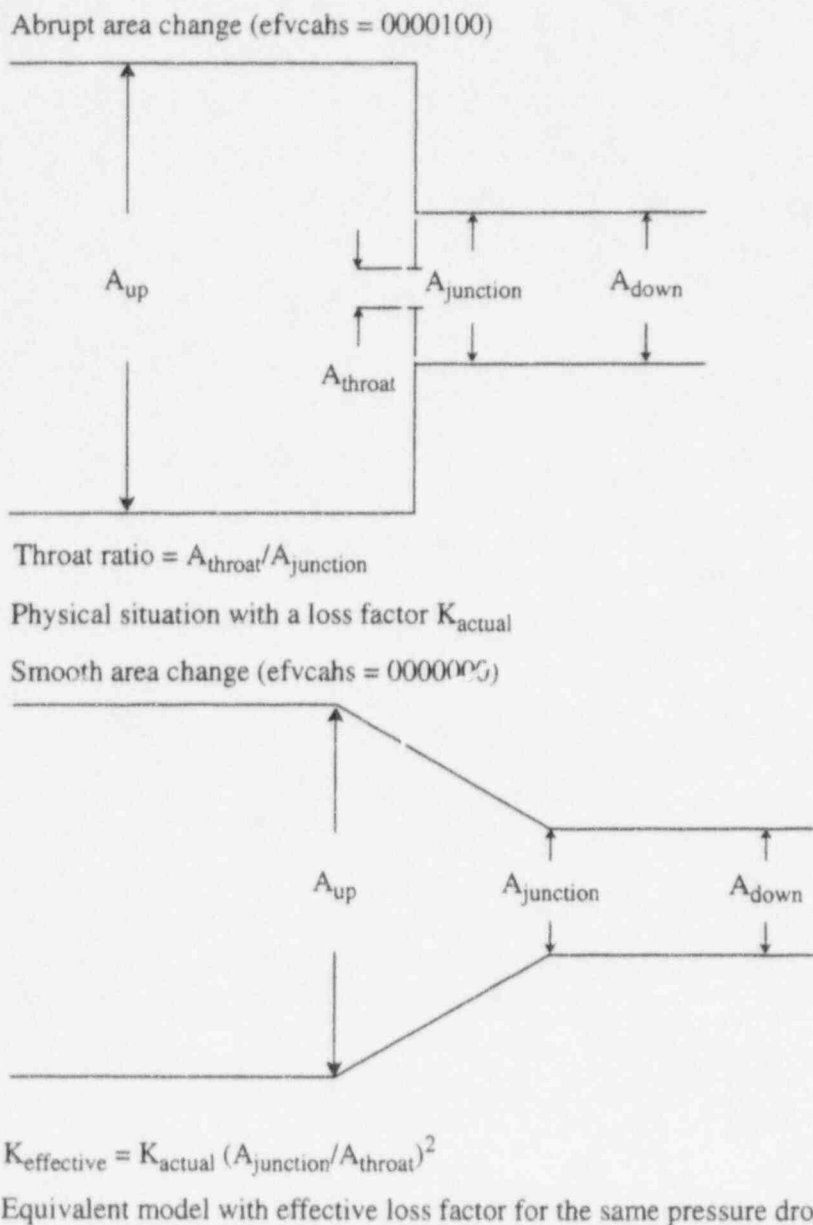 Abrupt area change (efvcahs = 0000100)
A_up
A_junction
A_down
A_throat
Throat ratio = A_throat/A_junction
Physical situation with a loss factor K_actual
Smooth area change (efvcahs =
A_up
A_junction
A_down
K_effective = K_actual (A_junction/A_throat)^2
Equivalent model with effective loss factor for the same pressure dro